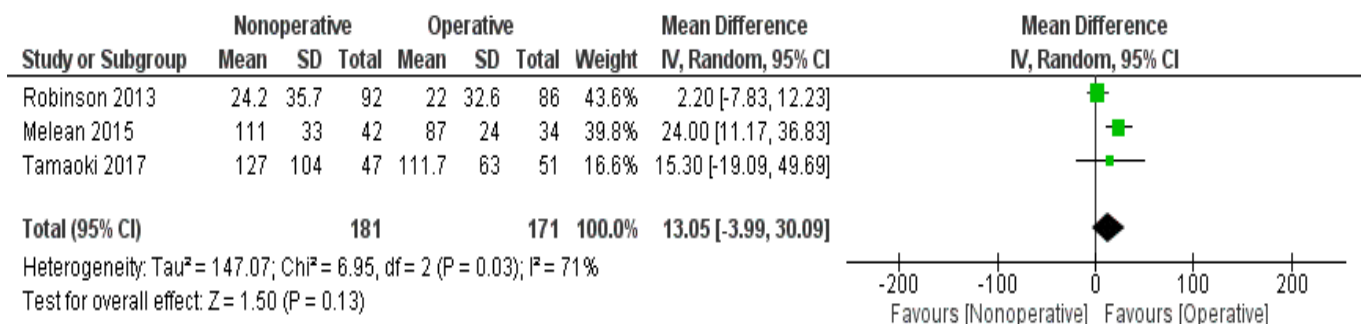 Nonoperative Operative Mean Difference Mean Difference
Study or Subgroup Mean SD Total Mean SD Total Weight IV, Random, 95% CI IV, Random, 95% CI
Robinson 2013 24.2 35.7 92 22 32.6 86 43.6% 2.20 [-7.83, 12.23]
Melean 2015 111 33 42 87 24 34 39.8% 24.00 [11.17, 36.83]
Tamaoki 2017 127 104 47 111.7 63 51 16.6% 15.30 [-19.09, 49.69]
Total (95% CI) 181 171 100.0% 13.05 [-3.99, 30.09]
Heterogeneity: Tau² = 147.07; Chi² = 6.95, df = 2 (P = 0.03); I² = 71%
Test for overall effect: Z = 1.50 (P = 0.13)
-200 -100 0 100 200
Favours [Nonoperative] Favours [Operative]